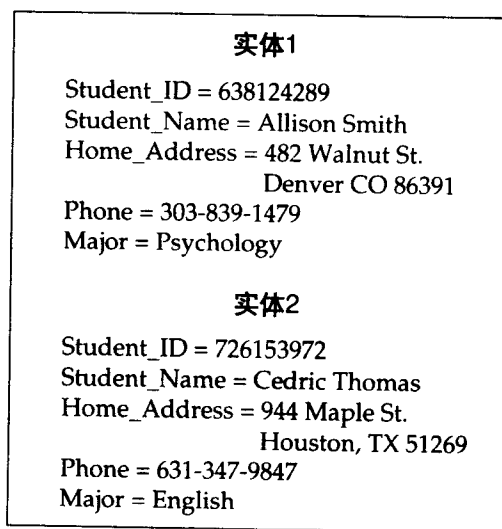 实体1
Student_ID = 638124289
Student_Name = Allison Smith
Home_Address = 482 Walnut St.
Denver CO 86391
Phone = 303-839-1479
Major = Psychology
实体2
Student_ID = 726153972
Student_Name = Cedric Thomas
Home_Address = 944 Maple St.
Houston, TX 51269
Phone = 631-347-9847
Major = English